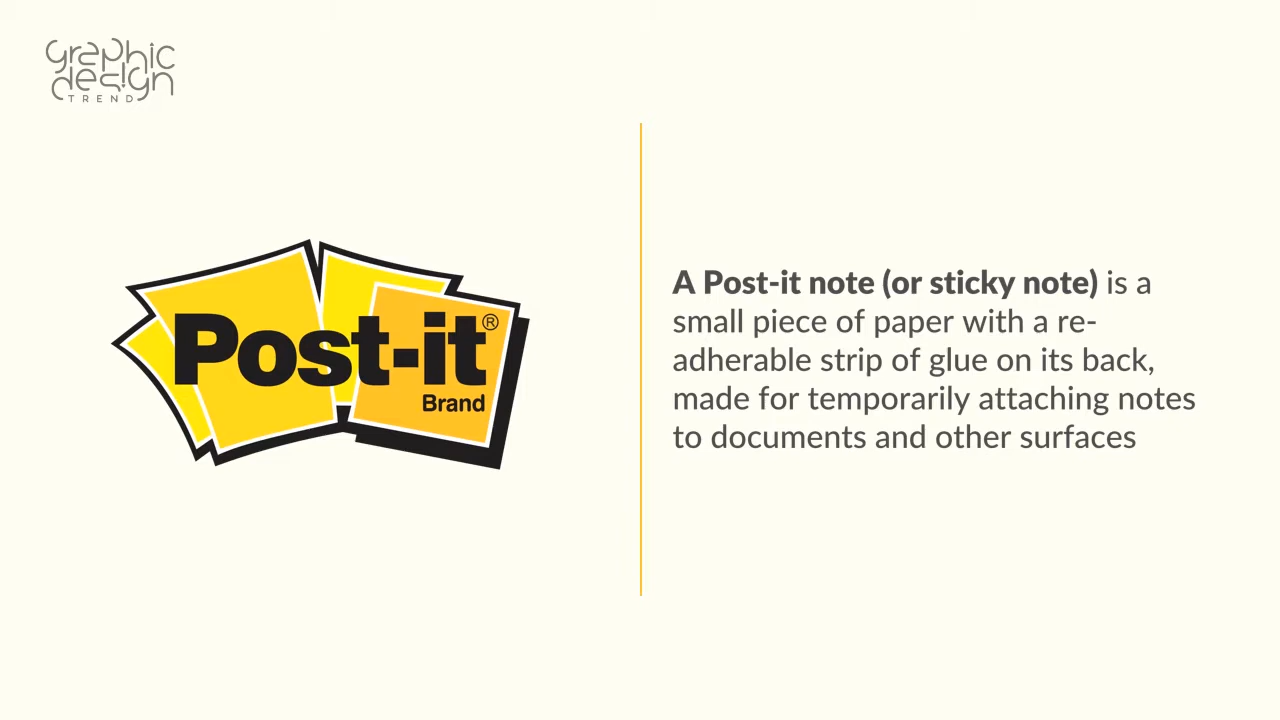 graphic
design
TREND
Post-it®
Brand
A Post-it note (or sticky note) is a
small piece of paper with a re-
adherable strip of glue on its back,
made for temporarily attaching notes
to documents and other surfaces